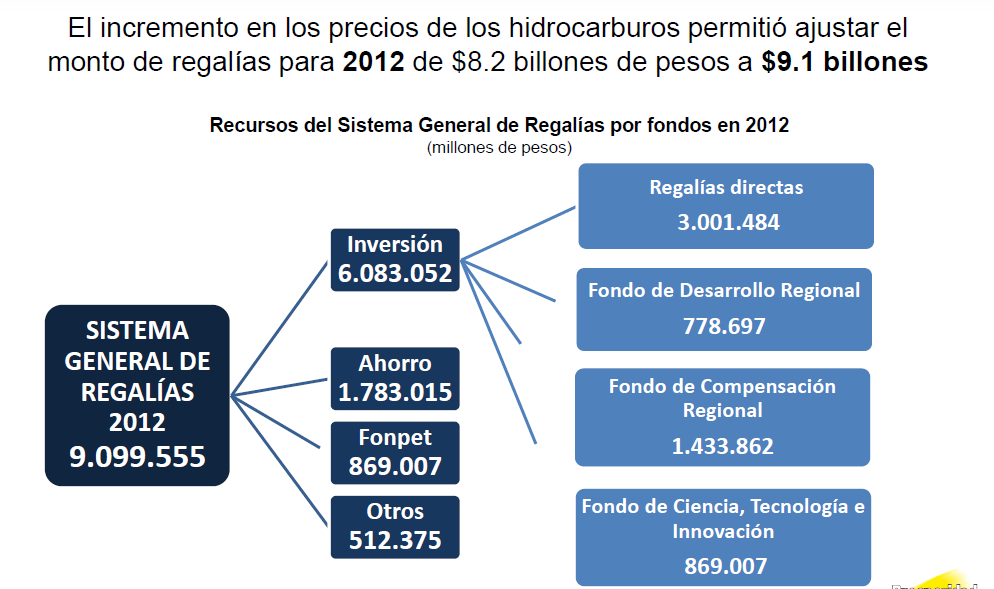 El incremento en los precios de los hidrocarburos permitió ajustar el
monto de regalías para 2012 de $8.2 billones de pesos a $9.1 billones
Recursos del Sistema General de Regalías por fondos en 2012
(millones de pesos)
SISTEMA
GENERAL DE
REGALÍAS
2012
9.099.555
Inversión
6.083.052
Ahorro
1.783.015
Fonpet
869.007
Otros
512.375
Regalías directas
3.001.484
Fondo de Desarrollo Regional
778.697
Fondo de Compensación
Regional
1.433.862
Fondo de Ciencia, Tecnología e
Innovación
869.007